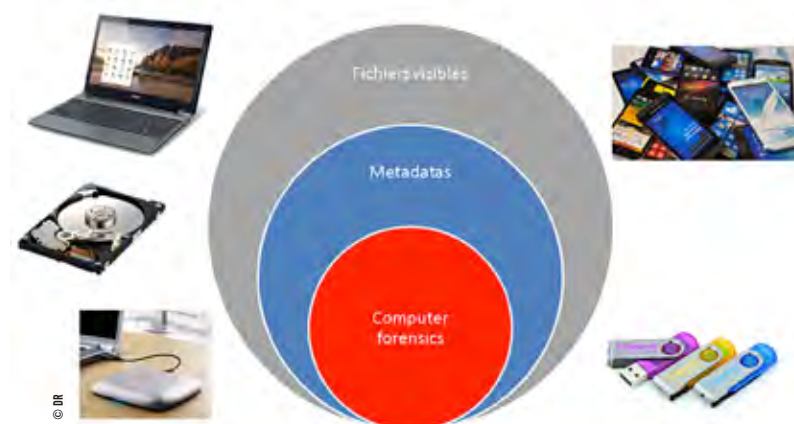 Fichiers visibles
Metadatas
Computer
forensics
© DR